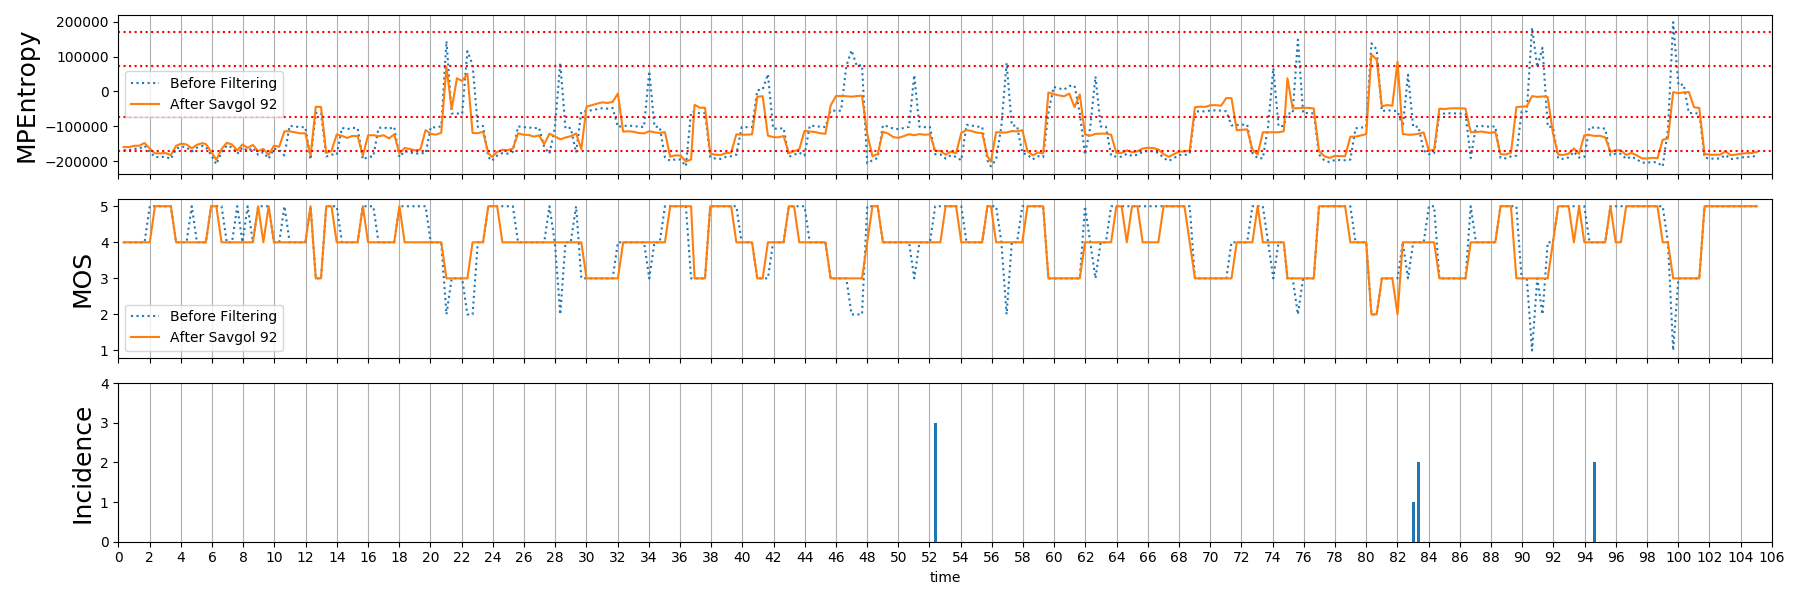 MPEntropy
200000
100000
0
−100000
−200000
Before Filtering
After Savgol 92
MOS
5
4
3
2
1
Before Filtering
After Savgol 92
Incidence
4
3
2
1
0
0 2 4 6 8 10 12 14 16 18 20 22 24 26 28 30 32 34 36 38 40 42 44 46 48 50 52 54 56 58 60 62 64 66 68 70 72 74 76 78 80 82 84 86 88 90 92 94 96 98 100 102 104 106
time